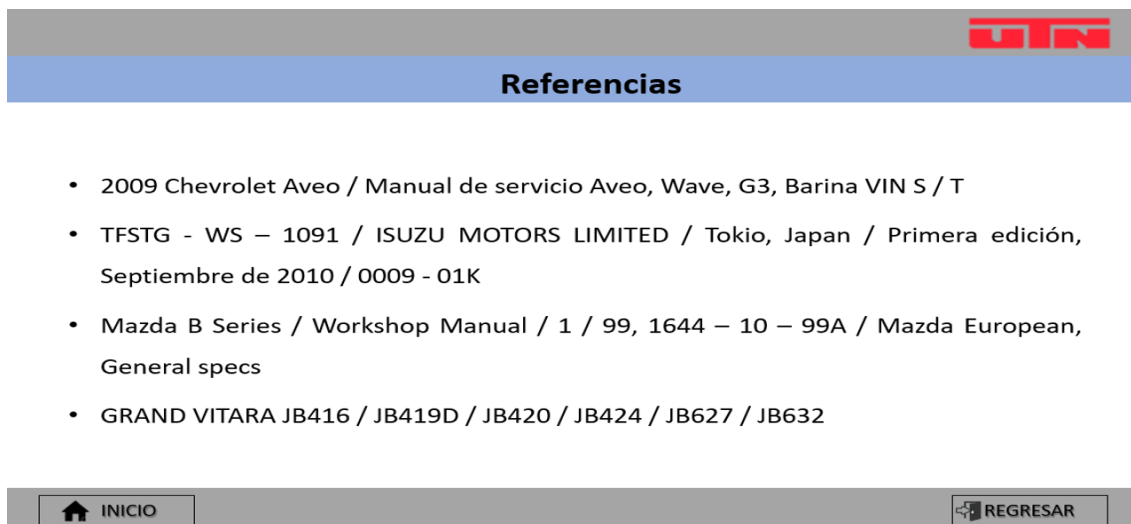 UTN
Referencias
• 2009 Chevrolet Aveo / Manual de servicio Aveo, Wave, G3, Barina VIN S / T
• TFSTG - WS – 1091 / ISUZU MOTORS LIMITED / Tokio, Japan / Primera edición,
Septiembre de 2010 / 0009 - 01K
• Mazda B Series / Workshop Manual / 1 / 99, 1644 – 10 – 99A / Mazda European,
General specs
• GRAND VITARA JB416 / JB419D / JB420 / JB424 / JB627 / JB632
INICIO
REGRESAR